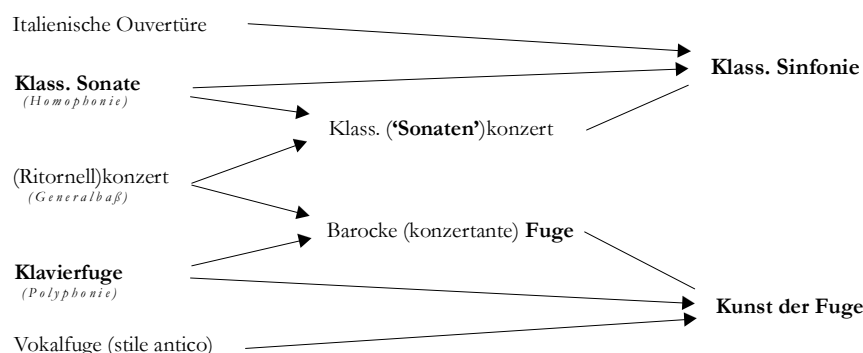 Italienische Ouvertüre
Klass. Sinfonie
Klass. Sonate
(Homophonie)
Klass. (‘Sonaten’)konzert
(Ritornell)konzert
(Generalbaß)
Barocke (konzertante) Fuge
Klavierfuge
(Polyphonie)
Kunst der Fuge
Vokalfuge (stile antico)